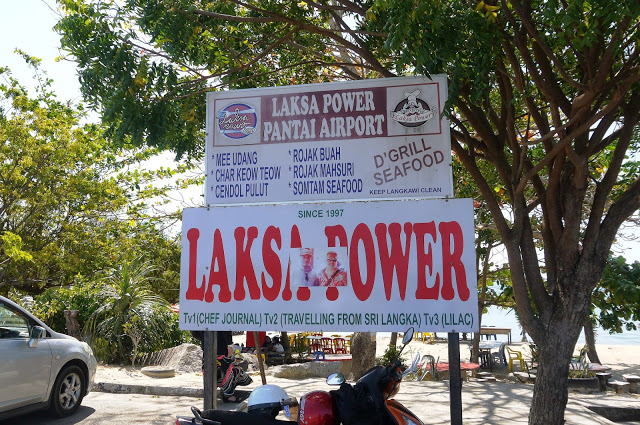 LAKSA POWER
PANTAI AIRPORT
* MEE UDANG
* CHAR KEOW TEOW
* CENDOL PULUT
* ROJAK BUAH
* ROJAK MAHSURI
* SOMTAM SEAFOOD
D'GRILL
SEAFOOD
KEEP LANGKAWI CLEAN
SINCE 1997
LAKSA POWER
Tv1(CHEF JOURNAL) Tv2 (TRAVELLING FROM SRI LANGKA) Tv3 (LILAC)